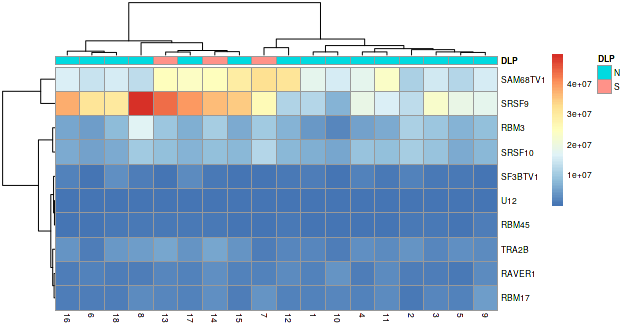 DLP
SAM68TV1
SRSF9
RBM3
SRSF10
SF3BTV1
U12
RBM45
TRA2B
RAVER1
RBM17
16 6 18 8 13 17 14 15 7 12 1 10 4 11 2 3 5 9
4e+07
3e+07
2e+07
1e+07
DLP
N
S